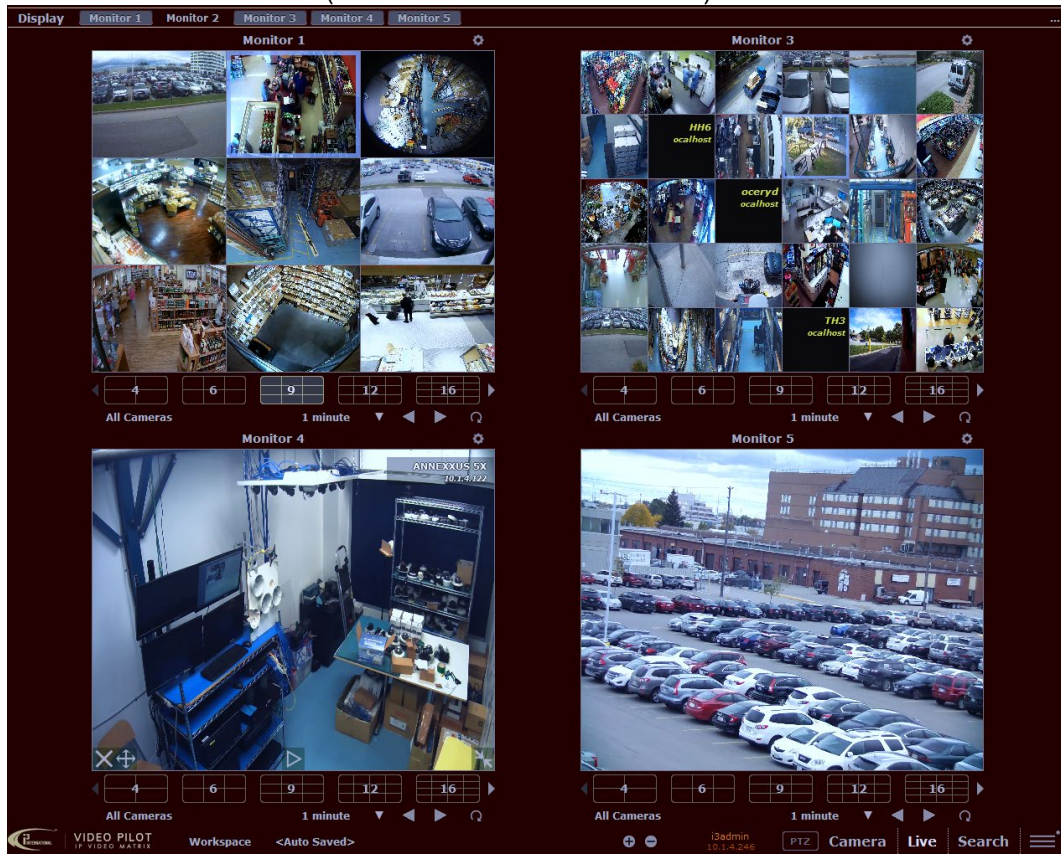 Display Monitor 1 Monitor 2 Monitor 3 Monitor 4 Monitor 5 ...
Monitor 1
Monitor 3
HH6
ocalhost
oceryd
ocalhost
TH3
ocalhost
4 6 9 12 16
All Cameras 1 minute
4 6 9 12 16
All Cameras 1 minute
Monitor 4
Monitor 5
ANNEXXUS 5X
10.1.4.122
4 6 9 12 16
All Cameras 1 minute
4 6 9 12 16
All Cameras 1 minute
i3 INTERNATIONAL
VIDEO PILOT
IP VIDEO MATRIX
Workspace <Auto Saved>
i3admin
10.1.4.246
PTZ Camera Live Search